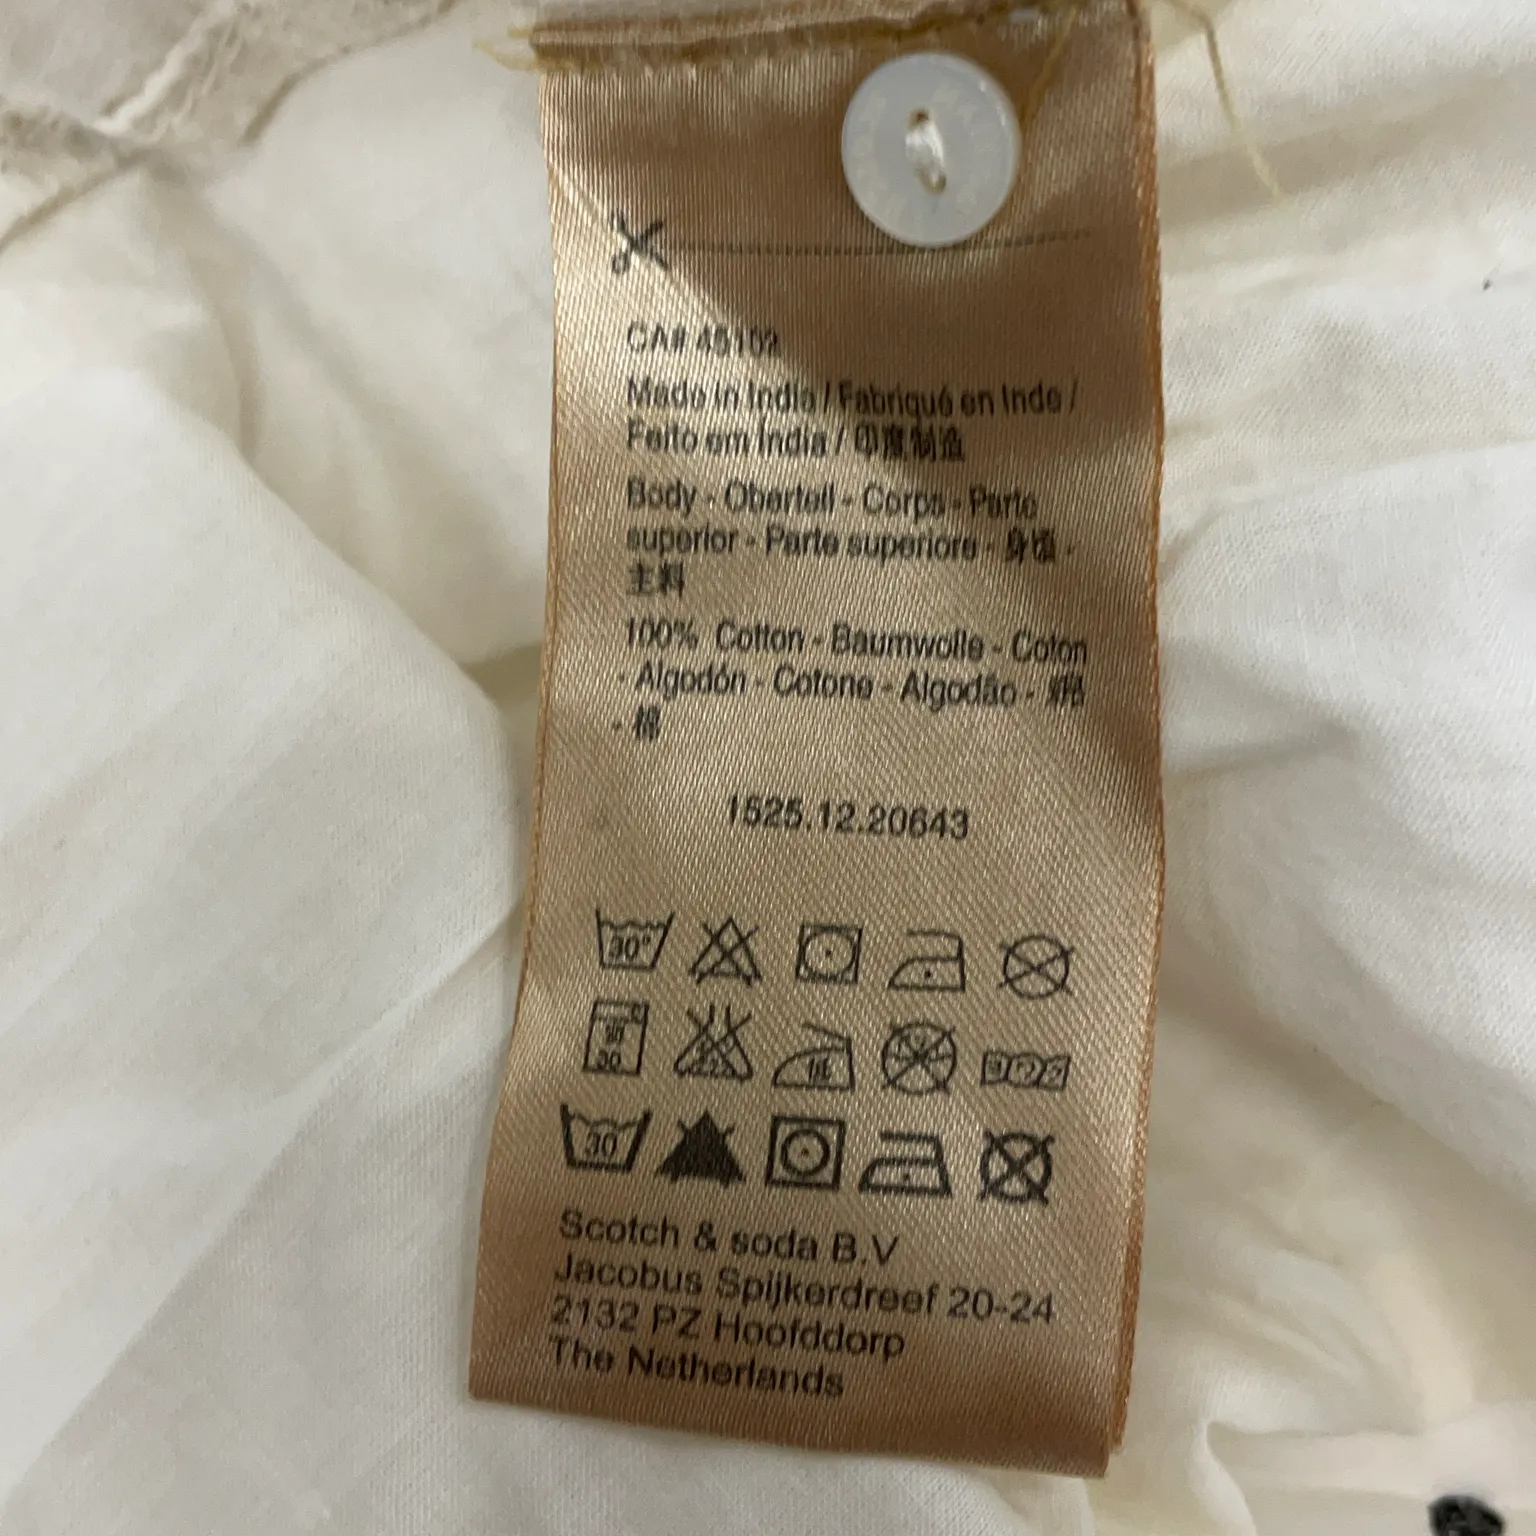 CA# 45102
Made in India / Fabriqué en Inde /
Feito em Índia / 印度制造
Body - Oberteil - Corps - Parte
superior - Parte superiore - 身体 -
主料
100% Cotton - Baumwolle - Coton
- Algodón - Cotone - Algodão -
- 棉
1525.12.20643
30°
30
30
Scotch & soda B.V
Jacobus Spijkerdreef 20-24
2132 PZ Hoofddorp
The Netherlands